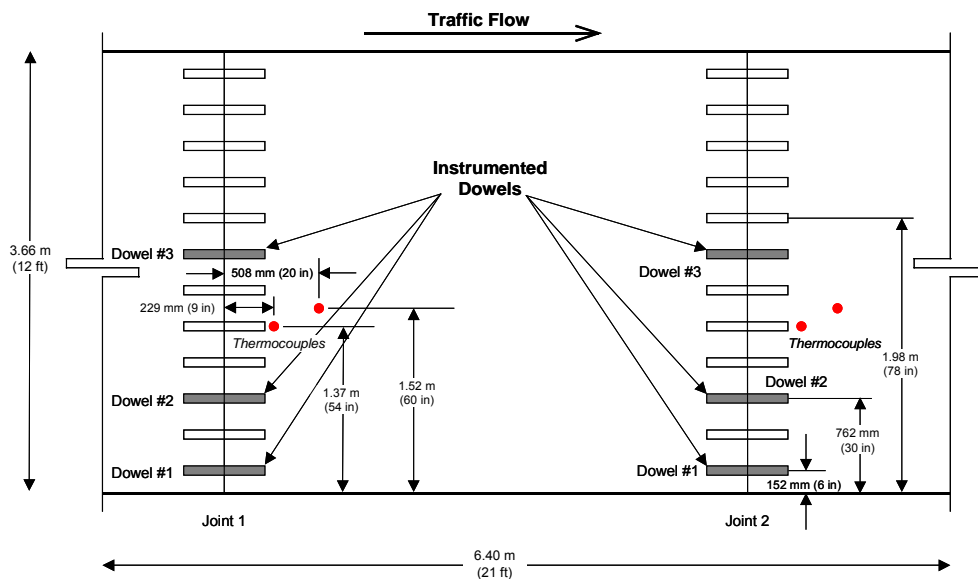 Traffic Flow
Instrumented
Dowels
3.66 m
(12 ft)
Dowel #3
508 mm (20 in)
229 mm (9 in)
Thermocouples
1.37 m
(54 in)
1.52 m
(60 in)
Dowel #2
Dowel #1
Joint 1
Dowel #3
Thermocouples
1.98 m
(78 in)
Dowel #2
762 mm
(30 in)
Dowel #1
152 mm (6 in)
Joint 2
6.40 m
(21 ft)